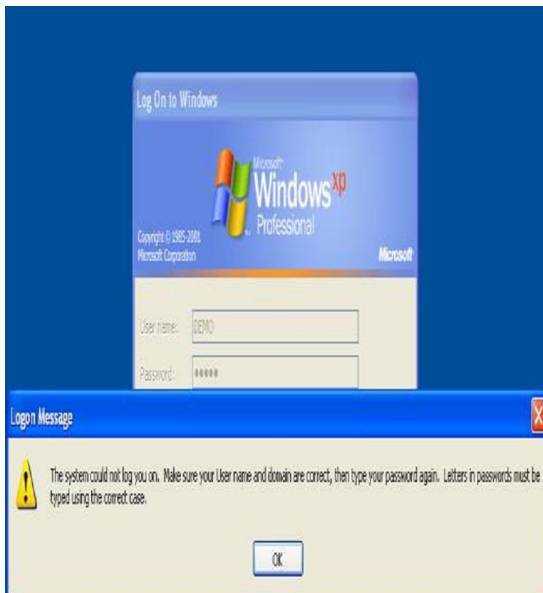 Log On to Windows
Microsoft
Windows xp
Professional
Copyright © 1985-2001
Microsoft Corporation
Microsoft
User name: DEMO
Password: •••••
Logon Message
The system could not log you on. Make sure your User name and domain are correct, then type your password again. Letters in passwords must be
typed using the correct case.
OK